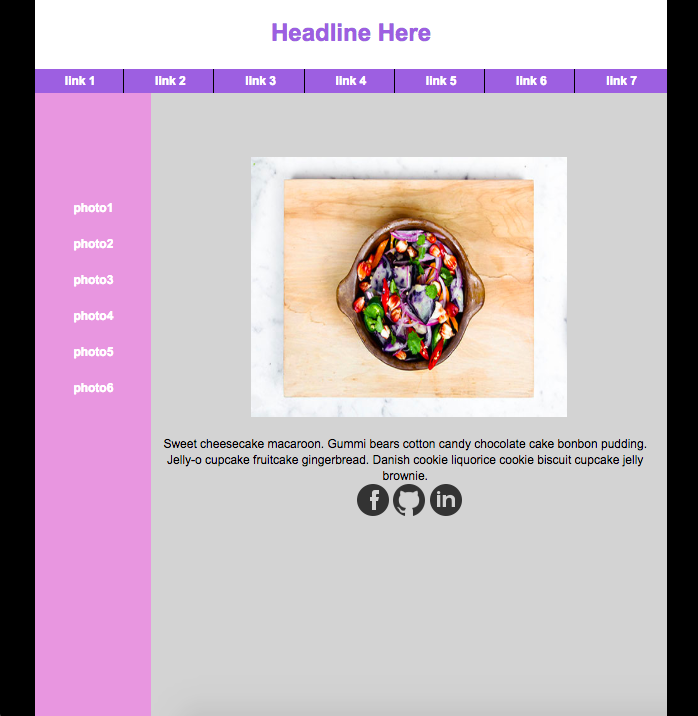 Headline Here
link 1 link 2 link 3 link 4 link 5 link 6 link 7
photo1
photo2
photo3
photo4
photo5
photo6
Sweet cheesecake macaroon. Gummi bears cotton candy chocolate cake bonbon pudding.
Jelly-o cupcake fruitcake gingerbread. Danish cookie liquorice cookie biscuit cupcake jelly
brownie.
f in